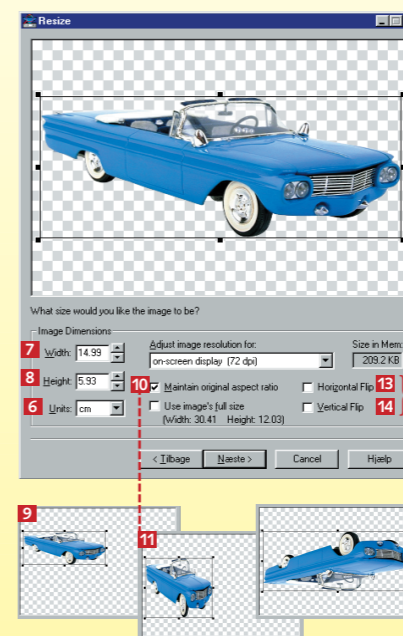 Resize
What size would you like the image to be?
Image Dimensions
7 Width: 14.99
Adjust image resolution for:
Size in Mem:
on-screen display (72 dpi)
209.2 KB
8 Height: 5.93
10 Maintain original aspect ratio
Horizontal Flip 13
6 Units: cm
Use image's full size
Vertical Flip 14
(Width: 30.41 Height: 12.03)
< Tilbage
Næste >
Cancel
Hjælp
9
11